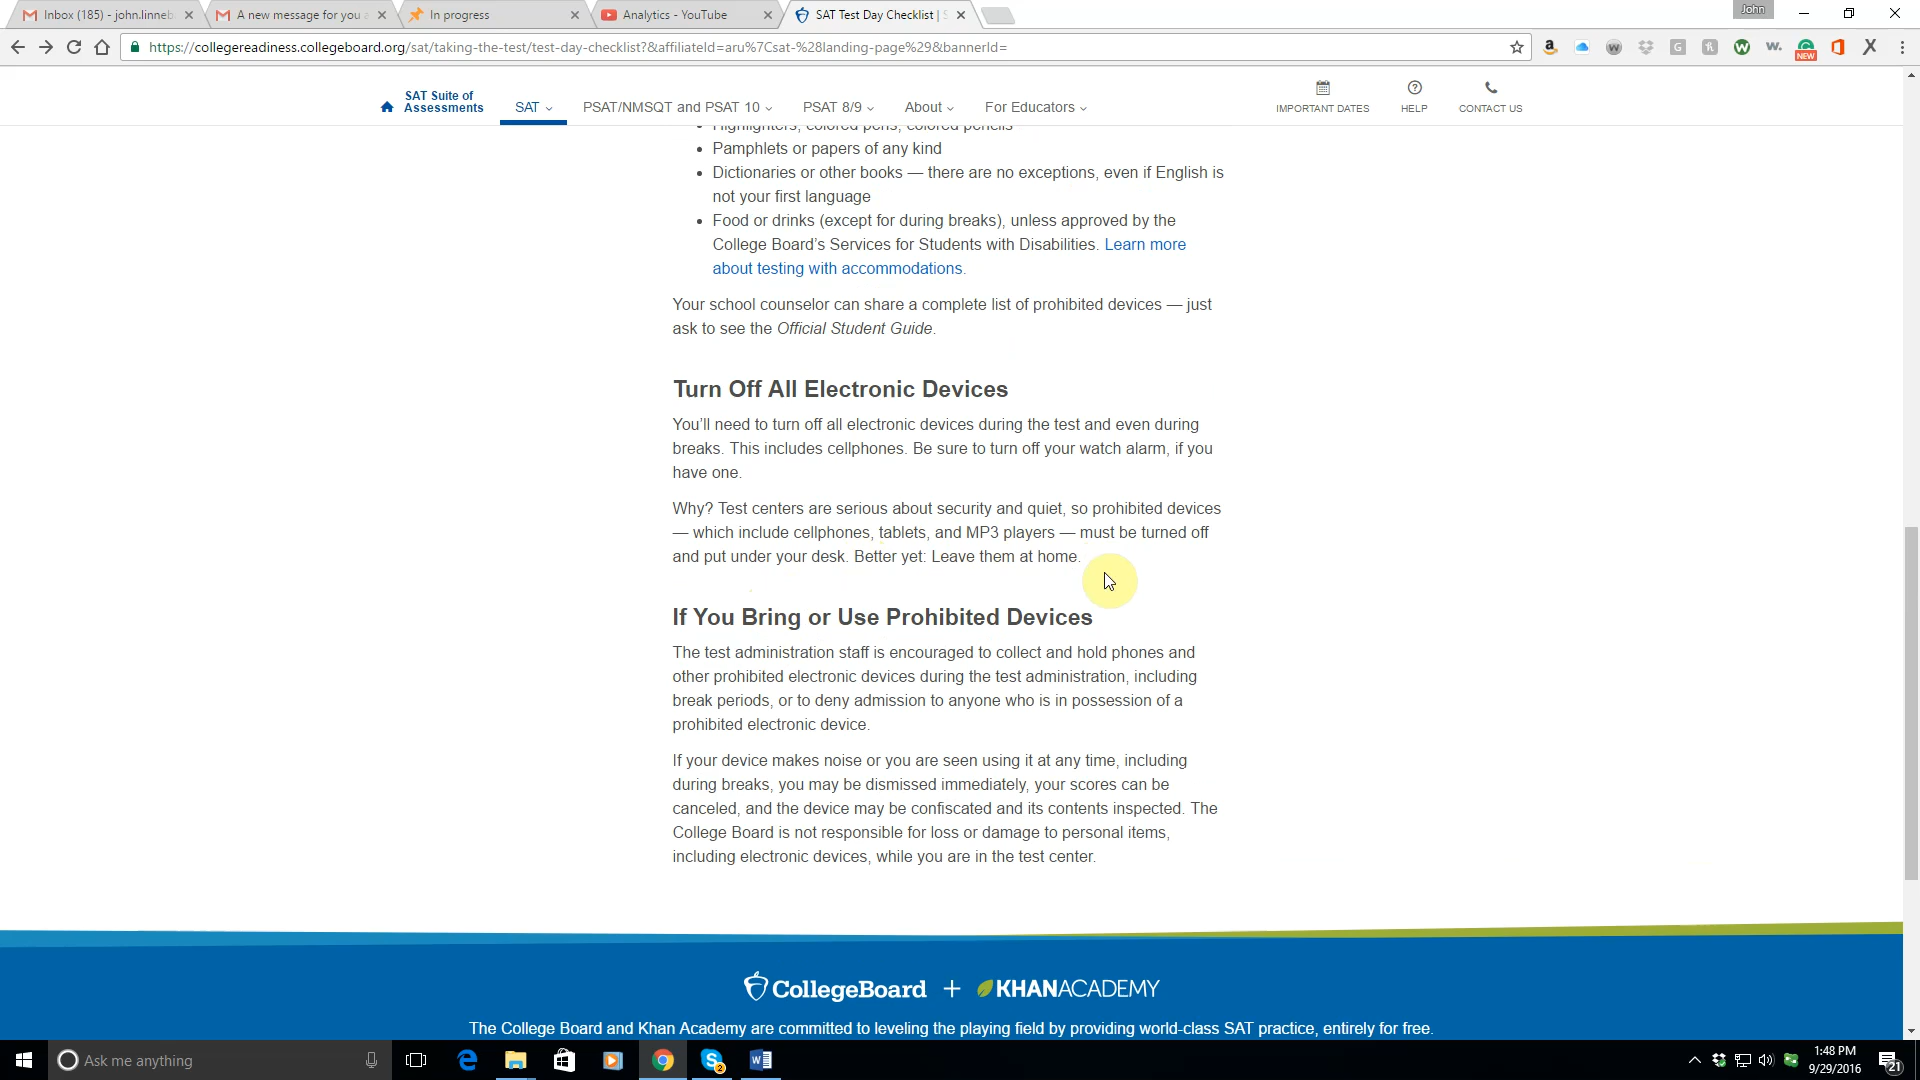 Inbox (185) - john.linneb
A new message for you a
In progress
Analytics - YouTube
SAT Test Day Checklist | S
John
https://collegereadiness.collegeboard.org/sat/taking-the-test/test-day-checklist?&affiliateId=aru%7Csat-%28landing-page%29&bannerId=
NEW
SAT Suite of
Assessments
SAT
PSAT/NMSQT and PSAT 10
PSAT 8/9
About
For Educators
IMPORTANT DATES
HELP
CONTACT US
Highlighters, colored pens, colored pencils
Pamphlets or papers of any kind
Dictionaries or other books — there are no exceptions, even if English is
not your first language
Food or drinks (except for during breaks), unless approved by the
College Board's Services for Students with Disabilities. Learn more
about testing with accommodations.
Your school counselor can share a complete list of prohibited devices — just
ask to see the Official Student Guide.
Turn Off All Electronic Devices
You'll need to turn off all electronic devices during the test and even during
breaks. This includes cellphones. Be sure to turn off your watch alarm, if you
have one.
Why? Test centers are serious about security and quiet, so prohibited devices
— which include cellphones, tablets, and MP3 players — must be turned off
and put under your desk. Better yet: Leave them at home.
If You Bring or Use Prohibited Devices
The test administration staff is encouraged to collect and hold phones and
other prohibited electronic devices during the test administration, including
break periods, or to deny admission to anyone who is in possession of a
prohibited electronic device.
If your device makes noise or you are seen using it at any time, including
during breaks, you may be dismissed immediately, your scores can be
canceled, and the device may be confiscated and its contents inspected. The
College Board is not responsible for loss or damage to personal items,
including electronic devices, while you are in the test center.
CollegeBoard + KHANACADEMY
The College Board and Khan Academy are committed to leveling the playing field by providing world-class SAT practice, entirely for free.
Ask me anything
2
1:48 PM
9/29/2016
21